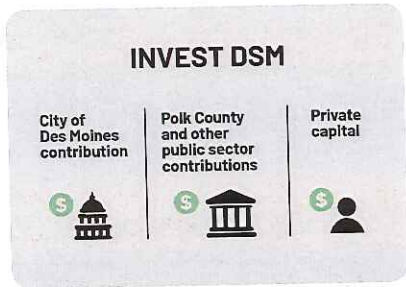 INVEST DSM
City of
Des Moines
contribution
Polk County
and other
public sector
contributions
Private
capital
$
$
$